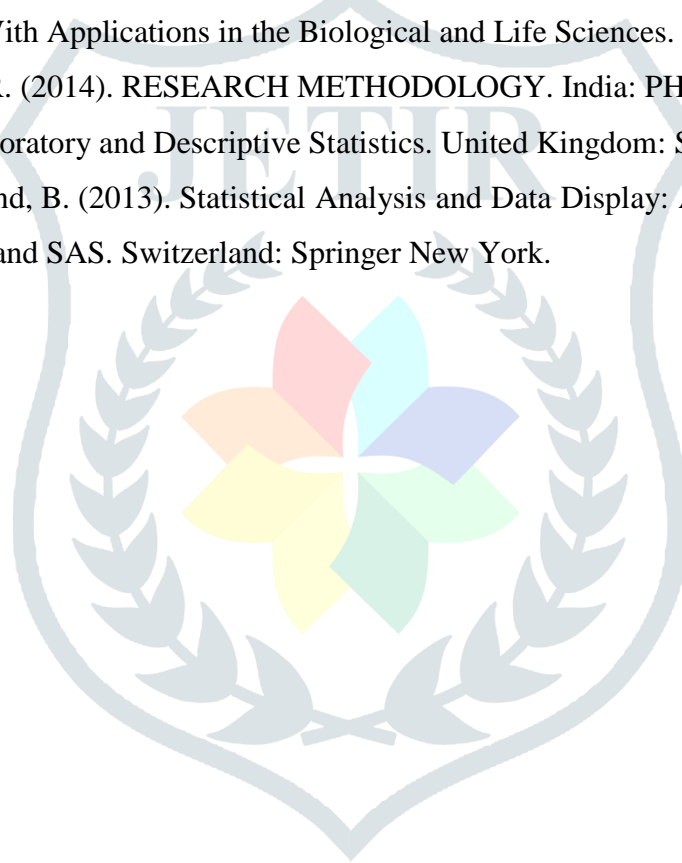 With Applications in the Biological and Life Sciences.
R. (2014). RESEARCH METHODOLOGY. India: PH
oratory and Descriptive Statistics. United Kingdom: S
nd, B. (2013). Statistical Analysis and Data Display: A
and SAS. Switzerland: Springer New York.
JETIR